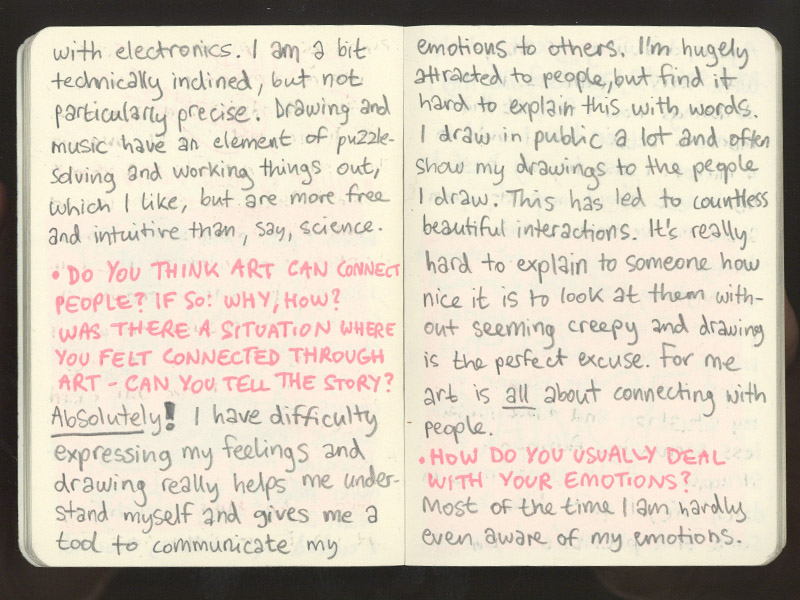 with electronics. I am a bit
technically inclined, but not
particularly precise. Drawing and
music have an element of puzzle-
solving and working things out,
which I like, but are more free
and intuitive than, say, science.
• DO YOU THINK ART CAN CONNECT
PEOPLE? IF SO: WHY, HOW?
WAS THERE A SITUATION WHERE
YOU FELT CONNECTED THROUGH
ART - CAN YOU TELL THE STORY?
Absolutely! I have difficulty
expressing my feelings and
drawing really helps me under-
stand myself and gives me a
tool to communicate my
emotions to others. I'm hugely
attracted to people, but find it
hard to explain this with words.
I draw in public a lot and often
show my drawings to the people
I draw. This has led to countless
beautiful interactions. It's really
hard to explain to someone how
nice it is to look at them with-
out seeming creepy and drawing
is the perfect excuse. For me
art is all about connecting with
people.
• HOW DO YOU USUALLY DEAL
WITH YOUR EMOTIONS?
Most of the time I am hardly
even aware of my emotions.